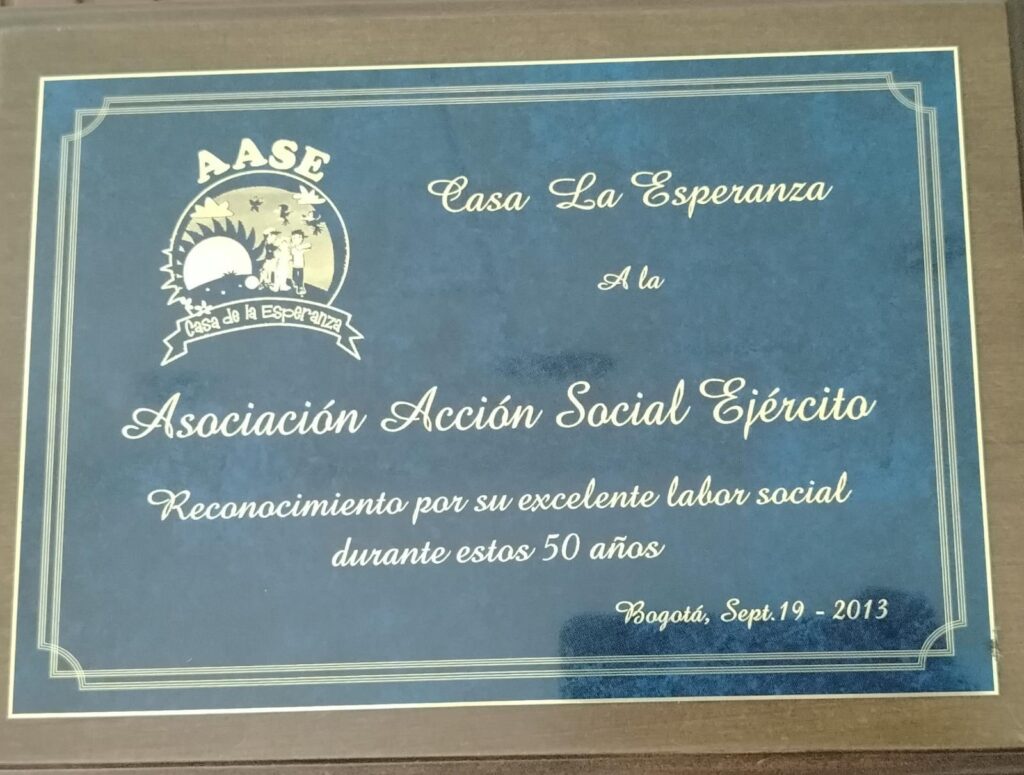 AASE
Casa de la Esperanza
Casa La Esperanza
A la
Asociación Acción Social Ejército
Reconocimiento por su excelente labor social
durante estos 50 años
Bogotá, Sept.19 - 2013